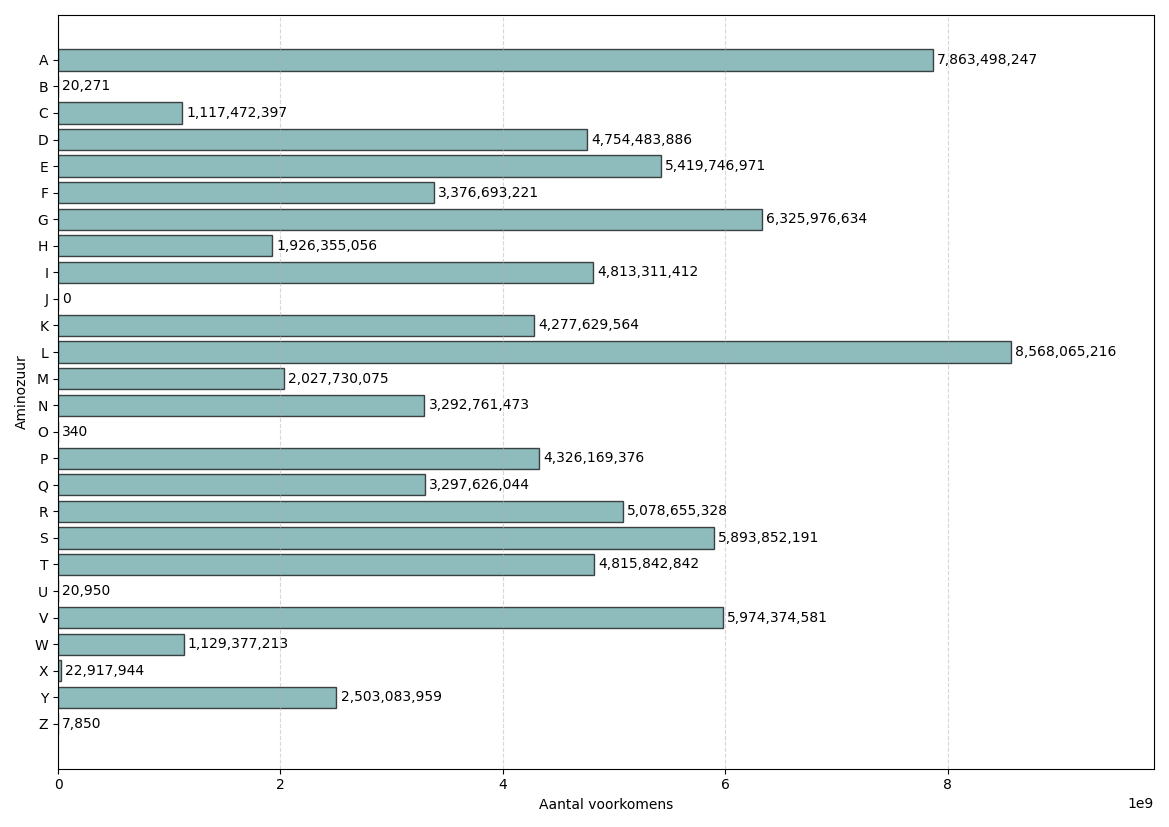 A 7,863,498,247
B 20,271
C 1,117,472,397
D 4,754,483,886
E 5,419,746,971
F 3,376,693,221
G 6,325,976,634
H 1,926,355,056
I 4,813,311,412
J 0
K 4,277,629,564
L 8,568,065,216
M 2,027,730,075
N 3,292,761,473
O 340
P 4,326,169,376
Q 3,297,626,044
R 5,078,655,328
S 5,893,852,191
T 4,815,842,842
U 20,950
V 5,974,374,581
W 1,129,377,213
X 22,917,944
Y 2,503,083,959
Z 7,850
Aminozuur
0 2 4 6 8
1e9
Aantal voorkomens